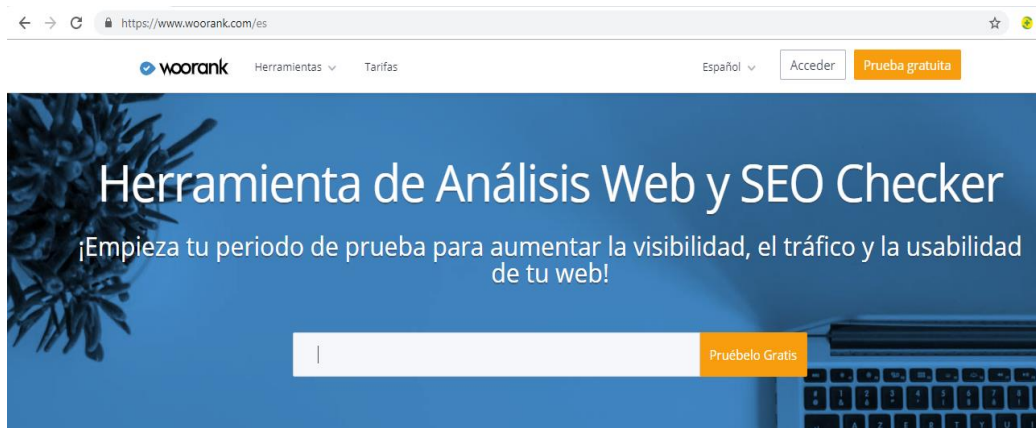 https://www.woorank.com/es
woorank Herramientas Tarifas Español Acceder Prueba gratuita
Herramienta de Análisis Web y SEO Checker
¡Empieza tu periodo de prueba para aumentar la visibilidad, el tráfico y la usabilidad
de tu web!
Pruébelo Gratis